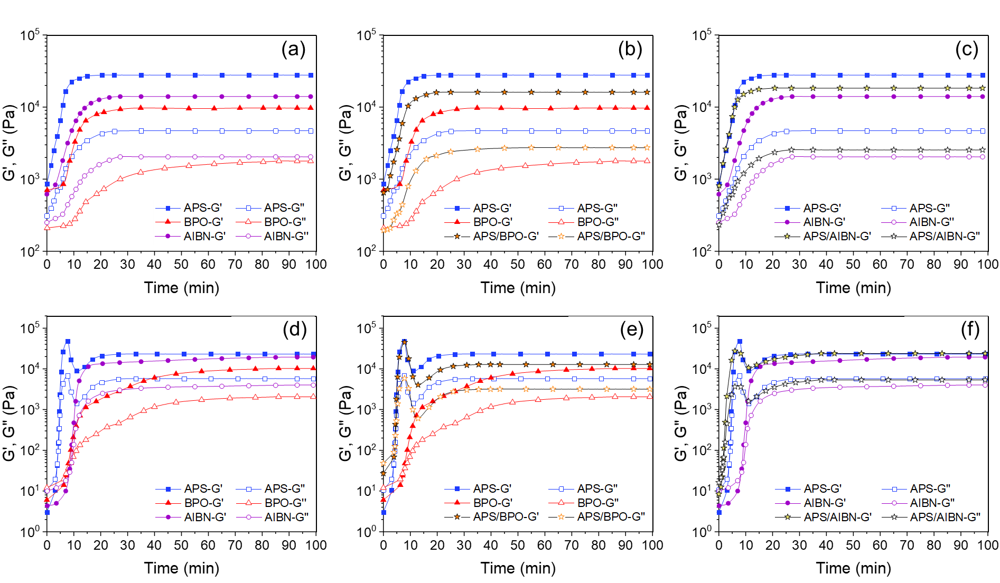 (a)
10^5
10^4
10^3
10^2
G', G" (Pa)
APS-G' APS-G"
BPO-G' BPO-G"
AIBN-G' AIBN-G"
0 10 20 30 40 50 60 70 80 90 100
Time (min)
(b)
10^5
10^4
10^3
10^2
G', G" (Pa)
APS-G' APS-G"
BPO-G' BPO-G"
APS/BPO-G' APS/BPO-G"
0 10 20 30 40 50 60 70 80 90 100
Time (min)
(c)
10^5
10^4
10^3
10^2
G', G" (Pa)
APS-G' APS-G"
AIBN-G' AIBN-G''
APS/AIBN-G' APS/AIBN-G"
0 10 20 30 40 50 60 70 80 90 100
Time (min)
(d)
10^5
10^4
10^3
10^2
10^1
10^0
G', G" (Pa)
APS-G' APS-G"
BPO-G' BPO-G''
AIBN-G' AIBN-G"
0 10 20 30 40 50 60 70 80 90 100
Time (min)
(e)
10^5
10^4
10^3
10^2
10^1
10^0
G', G" (Pa)
APS-G' APS-G"
BPO-G' BPO-G"
APS/BPO-G' APS/BPO-G"
0 10 20 30 40 50 60 70 80 90 100
Time (min)
(f)
10^5
10^4
10^3
10^2
10^1
10^0
G', G" (Pa)
APS-G' APS-G"
AIBN-G' AIBN-G"
APS/AIBN-G' APS/AIBN-G"
0 10 20 30 40 50 60 70 80 90 100
Time (min)